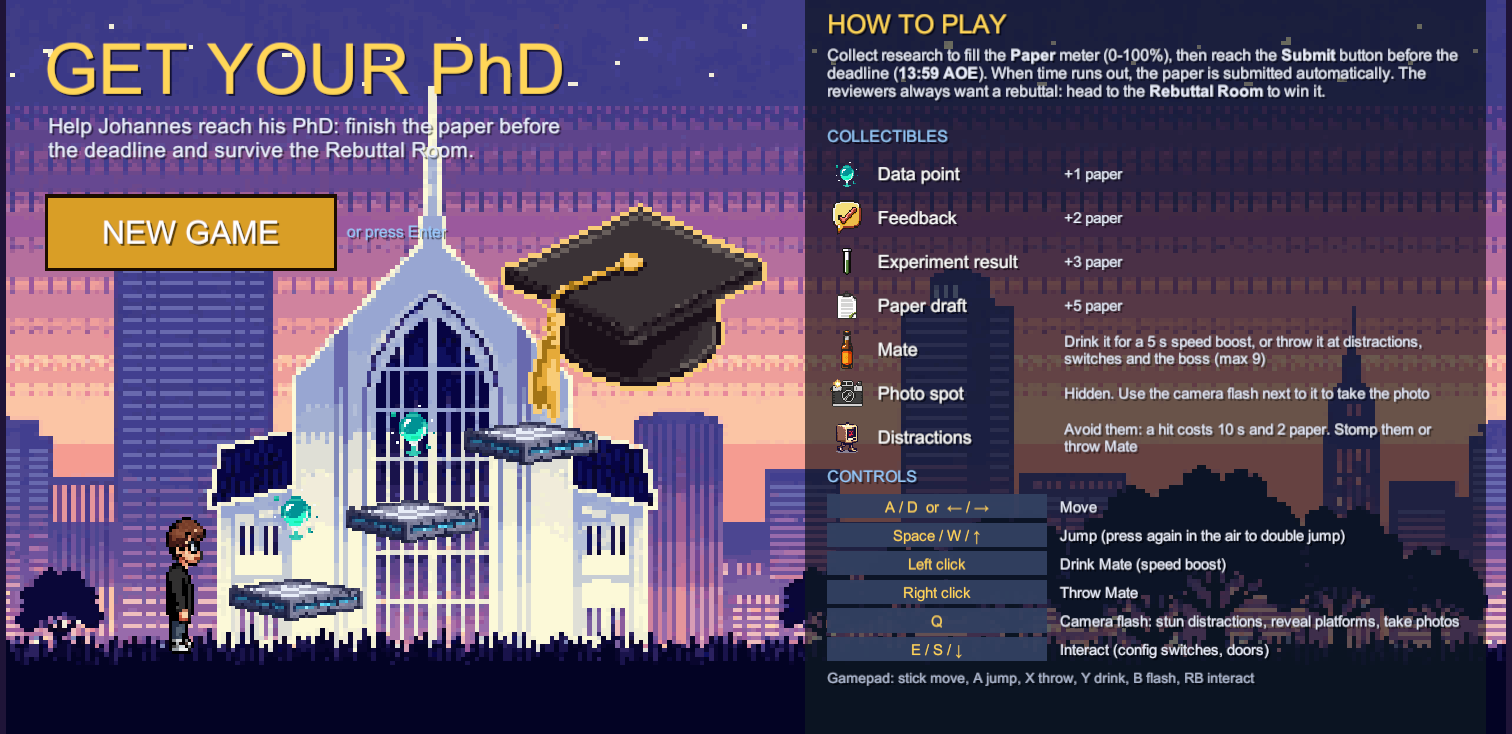 GET YOUR PhD
Help Johannes reach his PhD: finish the paper before
the deadline and survive the Rebuttal Room.
NEW GAME
or press Enter
HOW TO PLAY
Collect research to fill the Paper meter (0-100%), then reach the Submit button before the
deadline (13:59 AOE). When time runs out, the paper is submitted automatically. The
reviewers always want a rebuttal: head to the Rebuttal Room to win it.
COLLECTIBLES
Data point +1 paper
Feedback +2 paper
Experiment result +3 paper
Paper draft +5 paper
Mate Drink it for a 5 s speed boost, or throw it at distractions,
switches and the boss (max 9)
Photo spot Hidden. Use the camera flash next to it to take the photo
Distractions Avoid them: a hit costs 10 s and 2 paper. Stomp them or
throw Mate
CONTROLS
A / D or ← / → Move
Space / W / ↑ Jump (press again in the air to double jump)
Left click Drink Mate (speed boost)
Right click Throw Mate
Q Camera flash: stun distractions, reveal platforms, take photos
E / S / ↓ Interact (config switches, doors)
Gamepad: stick move, A jump, X throw, Y drink, B flash, RB interact